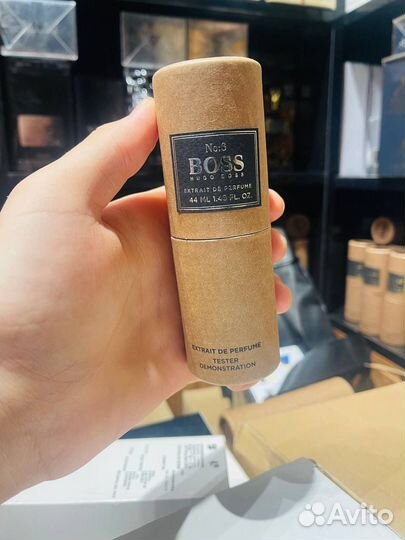 No:6
BOSS
HUGO BOSS
EXTRAIT DE PERFUME
44 ML 1.49 FL. OZ.
EXTRAIT DE PERFUME
TESTER
DEMONSTRATION
Avito